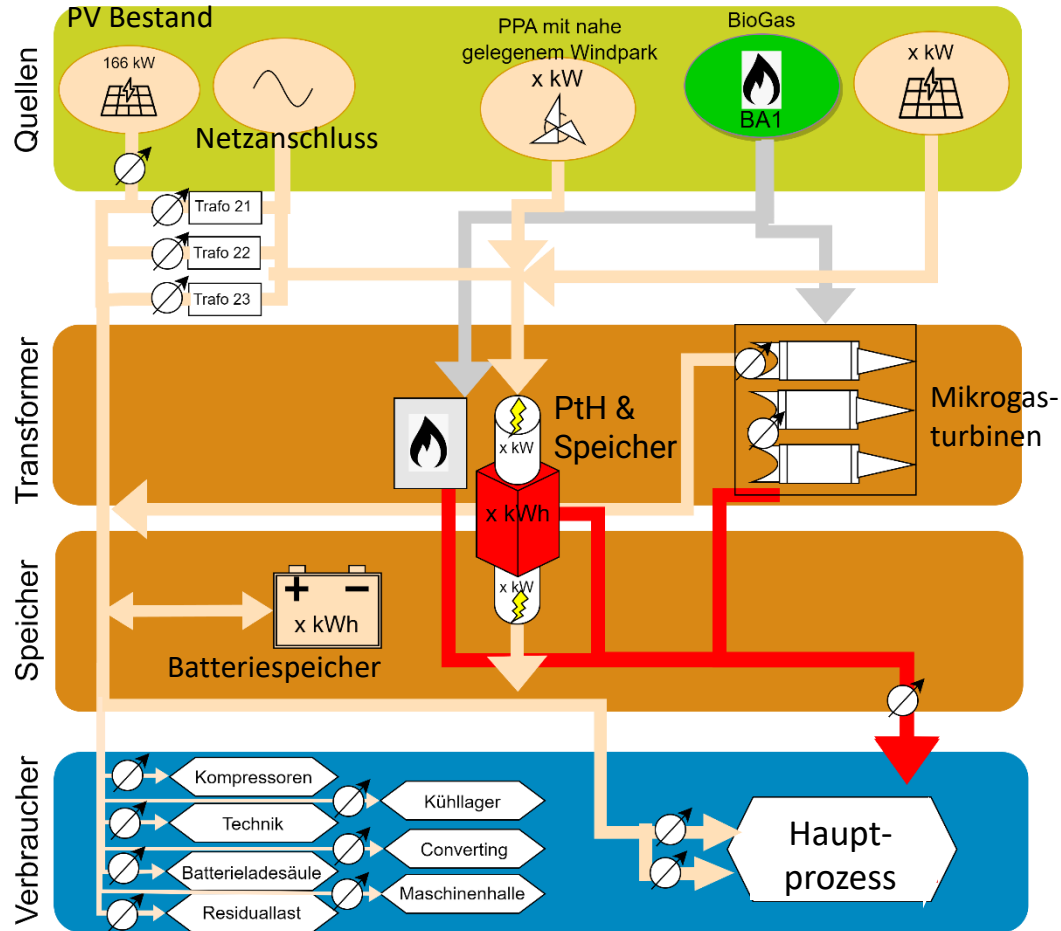 Quellen
PV Bestand
166 kW
Netzanschluss
PPA mit nahe
gelegenem Windpark
x kW
BioGas
BA1
x kW
Trafo 21
Trafo 22
Trafo 23
Transformer
PtH &
Speicher
x kW
x kWh
x kW
Mikrogas-
turbinen
Speicher
+ −
x kWh
Batteriespeicher
Verbraucher
Kompressoren
Kühllager
Technik
Converting
Batterieladesäule
Maschinenhalle
Residuallast
Haupt-
prozess